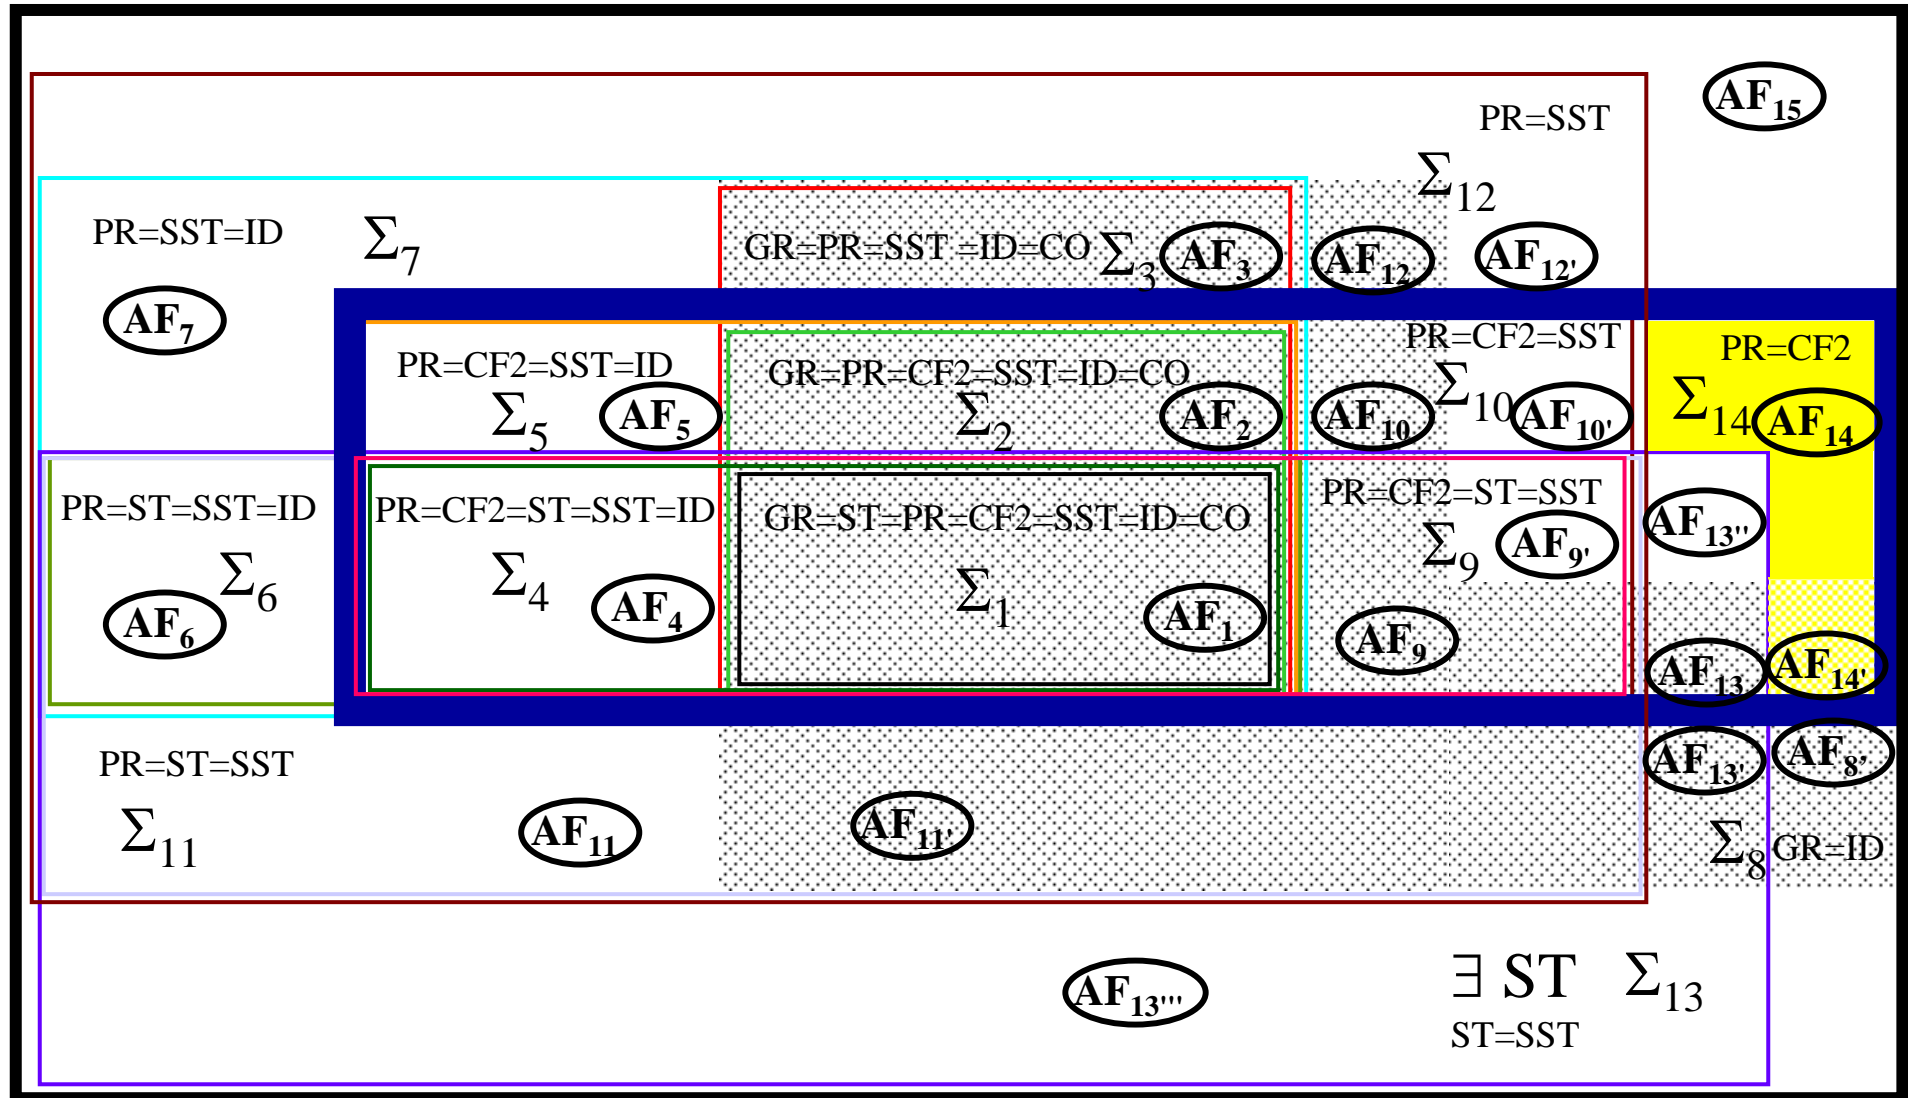 AF₁₅
PR=SST
Σ₁₂
PR=SST=ID
Σ₇
GR=PR=SST =ID=CO
Σ₃
AF₃
AF₁₂
AF₁₂'
AF₇
PR=CF2=SST=ID
Σ₅
AF₅
GR=PR=CF2=SST=ID=CO
Σ₂
AF₂
AF₁₀
PR=CF2=SST
Σ₁₀
AF₁₀'
PR=CF2
Σ₁₄
AF₁₄
PR=ST=SST=ID
Σ₆
AF₆
PR=CF2=ST=SST=ID
Σ₄
AF₄
GR=ST=PR=CF2=SST=ID=CO
Σ₁
AF₁
PR=CF2=ST=SST
Σ₉
AF₉'
AF₉
AF₁₃''
AF₁₃
AF₁₄'
PR=ST=SST
Σ₁₁
AF₁₁
AF₁₁'
AF₁₃'
AF₈'
Σ₈ GR=ID
AF₁₃'''
∃ ST Σ₁₃
ST=SST